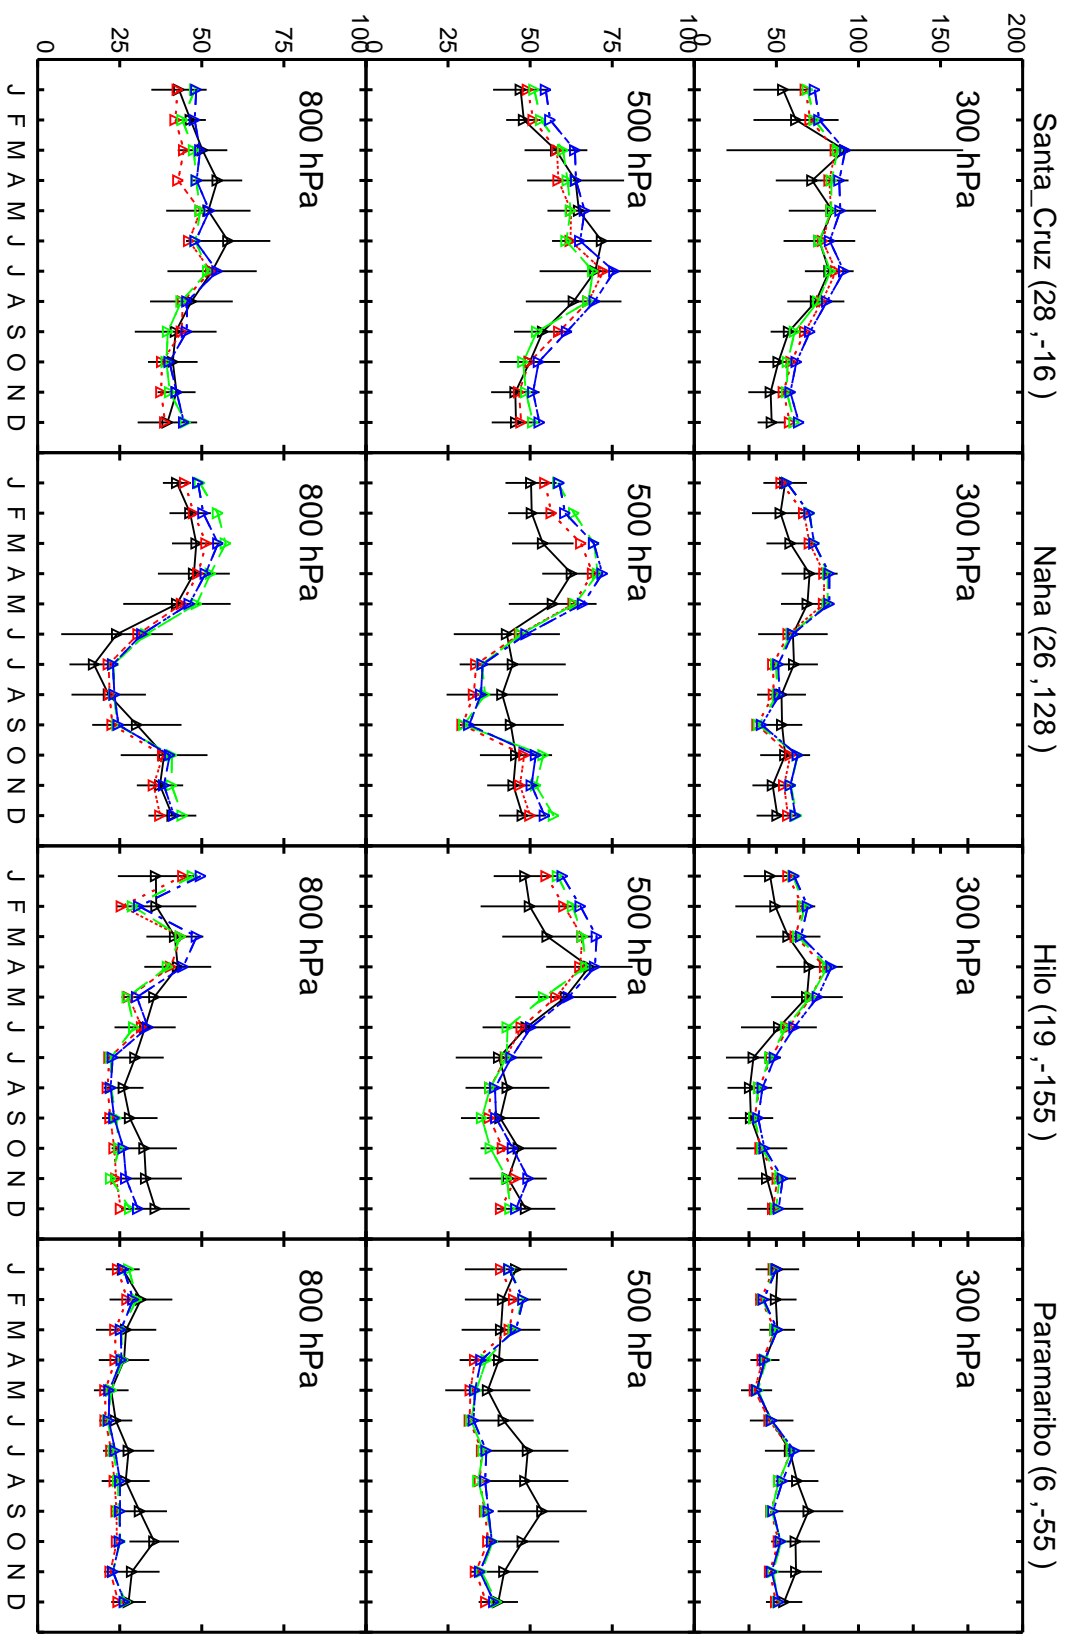 Santa_Cruz (28 ,-16 )
Naha (26 ,128 )
Hilo (19 ,-155 )
Paramaribo (6 ,-55 )
200
150
100
50
0
300 hPa
300 hPa
300 hPa
300 hPa
100
75
50
25
0
500 hPa
500 hPa
500 hPa
500 hPa
100
75
50
25
0
800 hPa
800 hPa
800 hPa
800 hPa
J F M A M J J A S O N D
J F M A M J J A S O N D
J F M A M J J A S O N D
J F M A M J J A S O N D